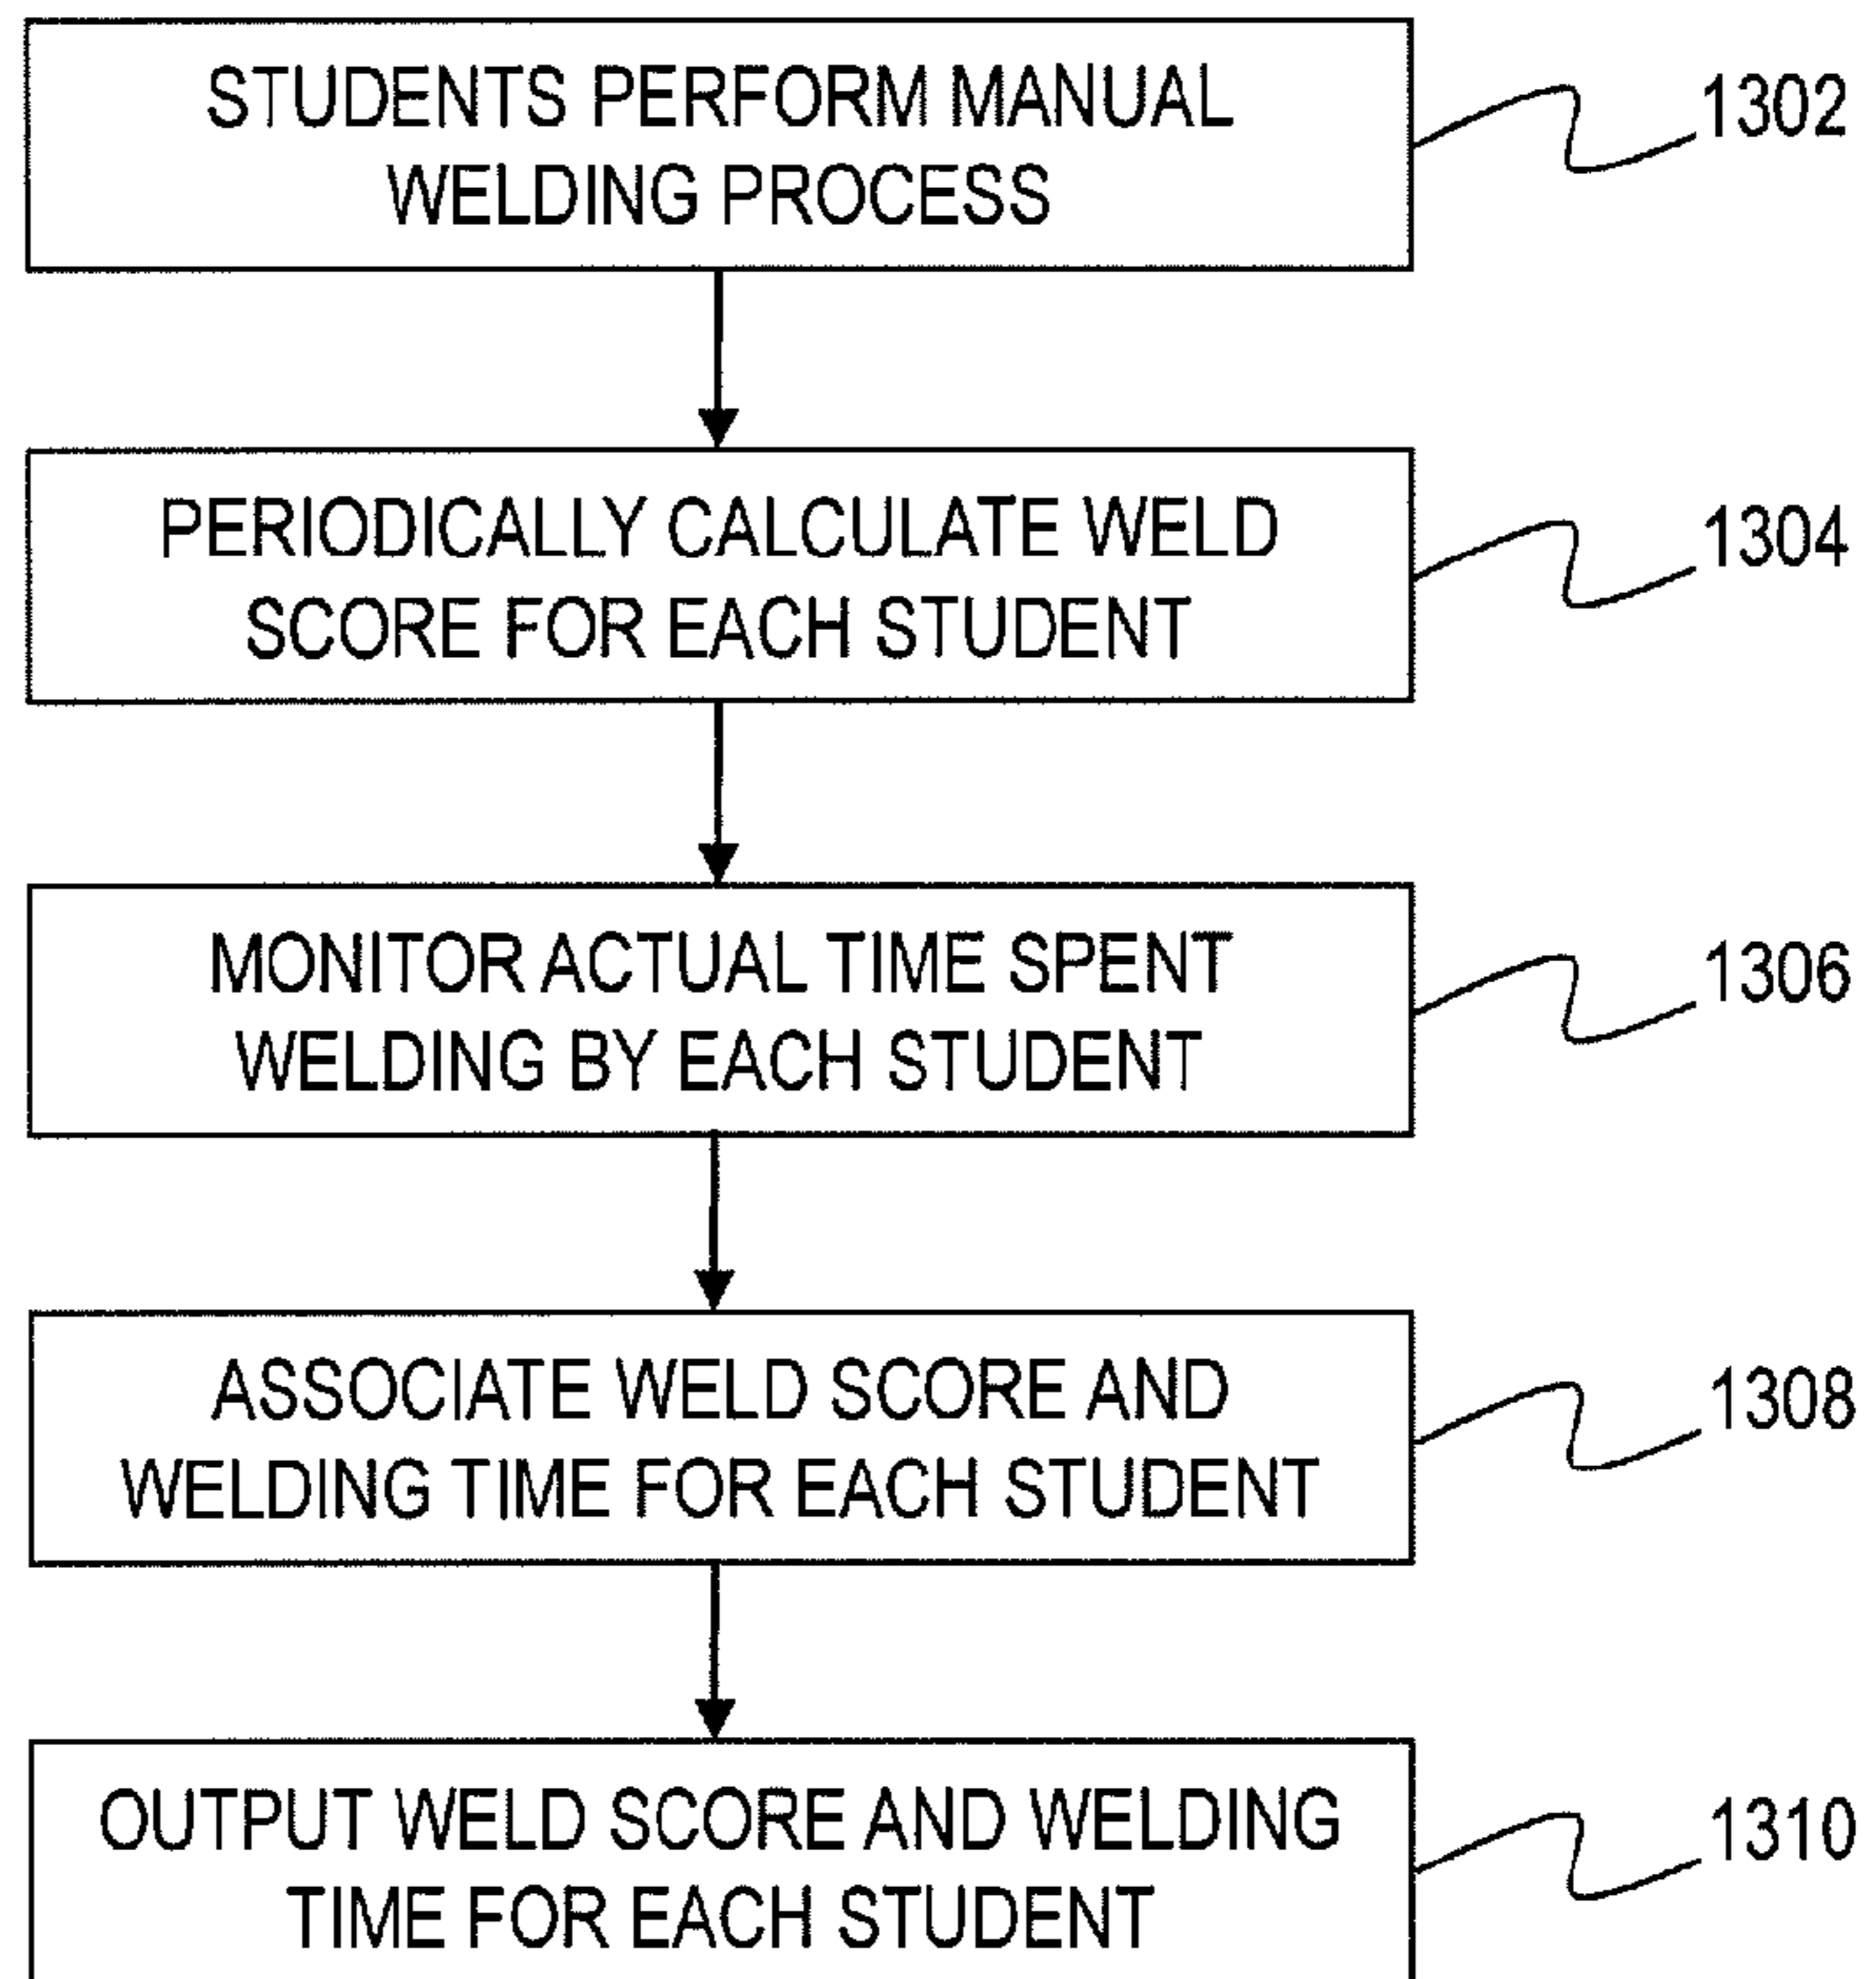 STUDENTS PERFORM MANUAL
WELDING PROCESS
1302
PERIODICALLY CALCULATE WELD
SCORE FOR EACH STUDENT
1304
MONITOR ACTUAL TIME SPENT
WELDING BY EACH STUDENT
1306
ASSOCIATE WELD SCORE AND
WELDING TIME FOR EACH STUDENT
1308
OUTPUT WELD SCORE AND WELDING
TIME FOR EACH STUDENT
1310